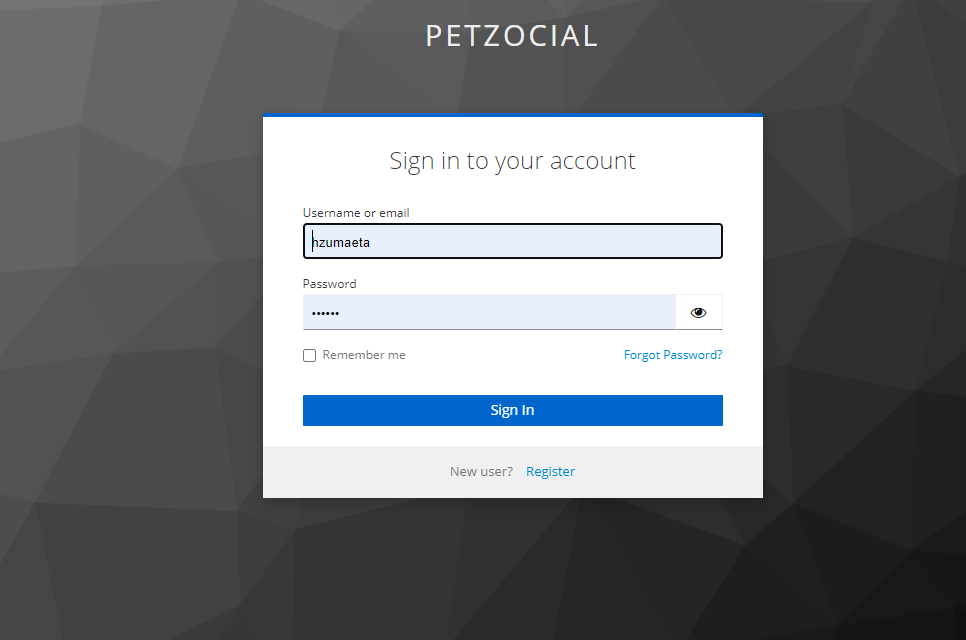 PETZOCIAL
Sign in to your account
Username or email
hzumaeta
Password
••••••
Remember me Forgot Password?
Sign In
New user? Register